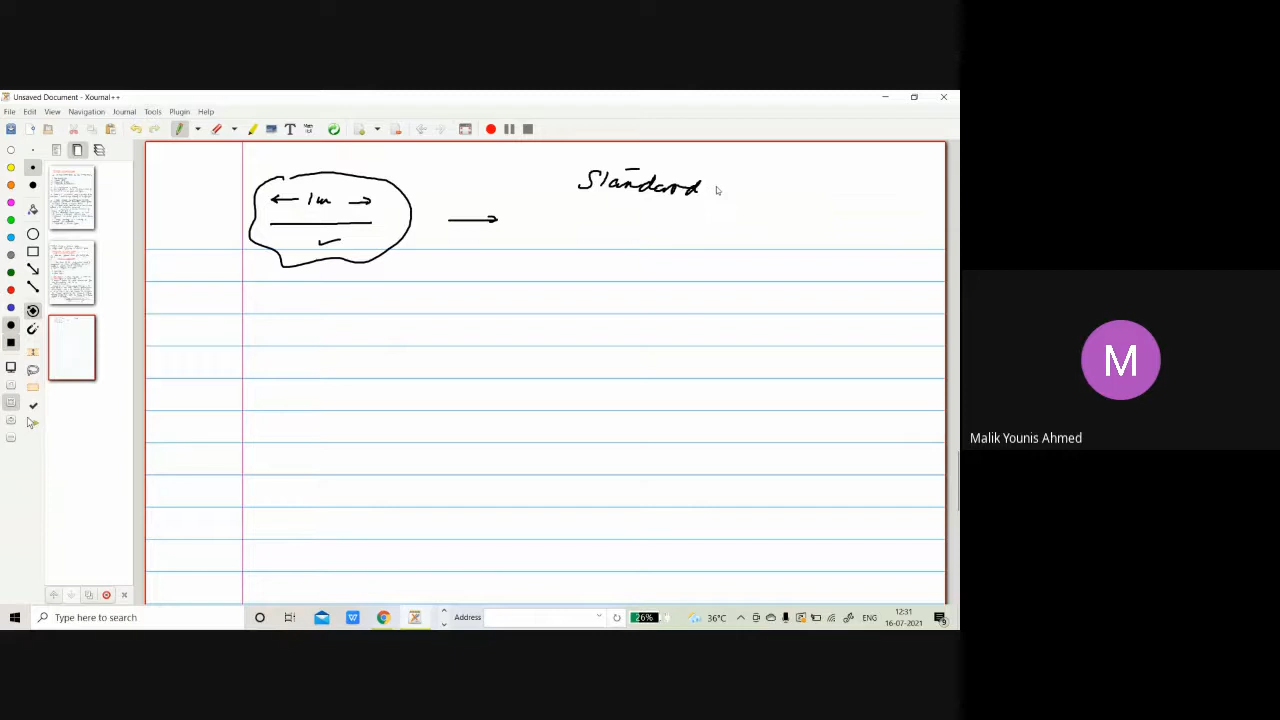 Unsaved Document - Xournal++
File Edit View Navigation Journal Tools Plugin Help
Standard
1m
M
Malik Younis Ahmed
Type here to search
Address
26%
36°C
ENG
12:31
16-07-2021